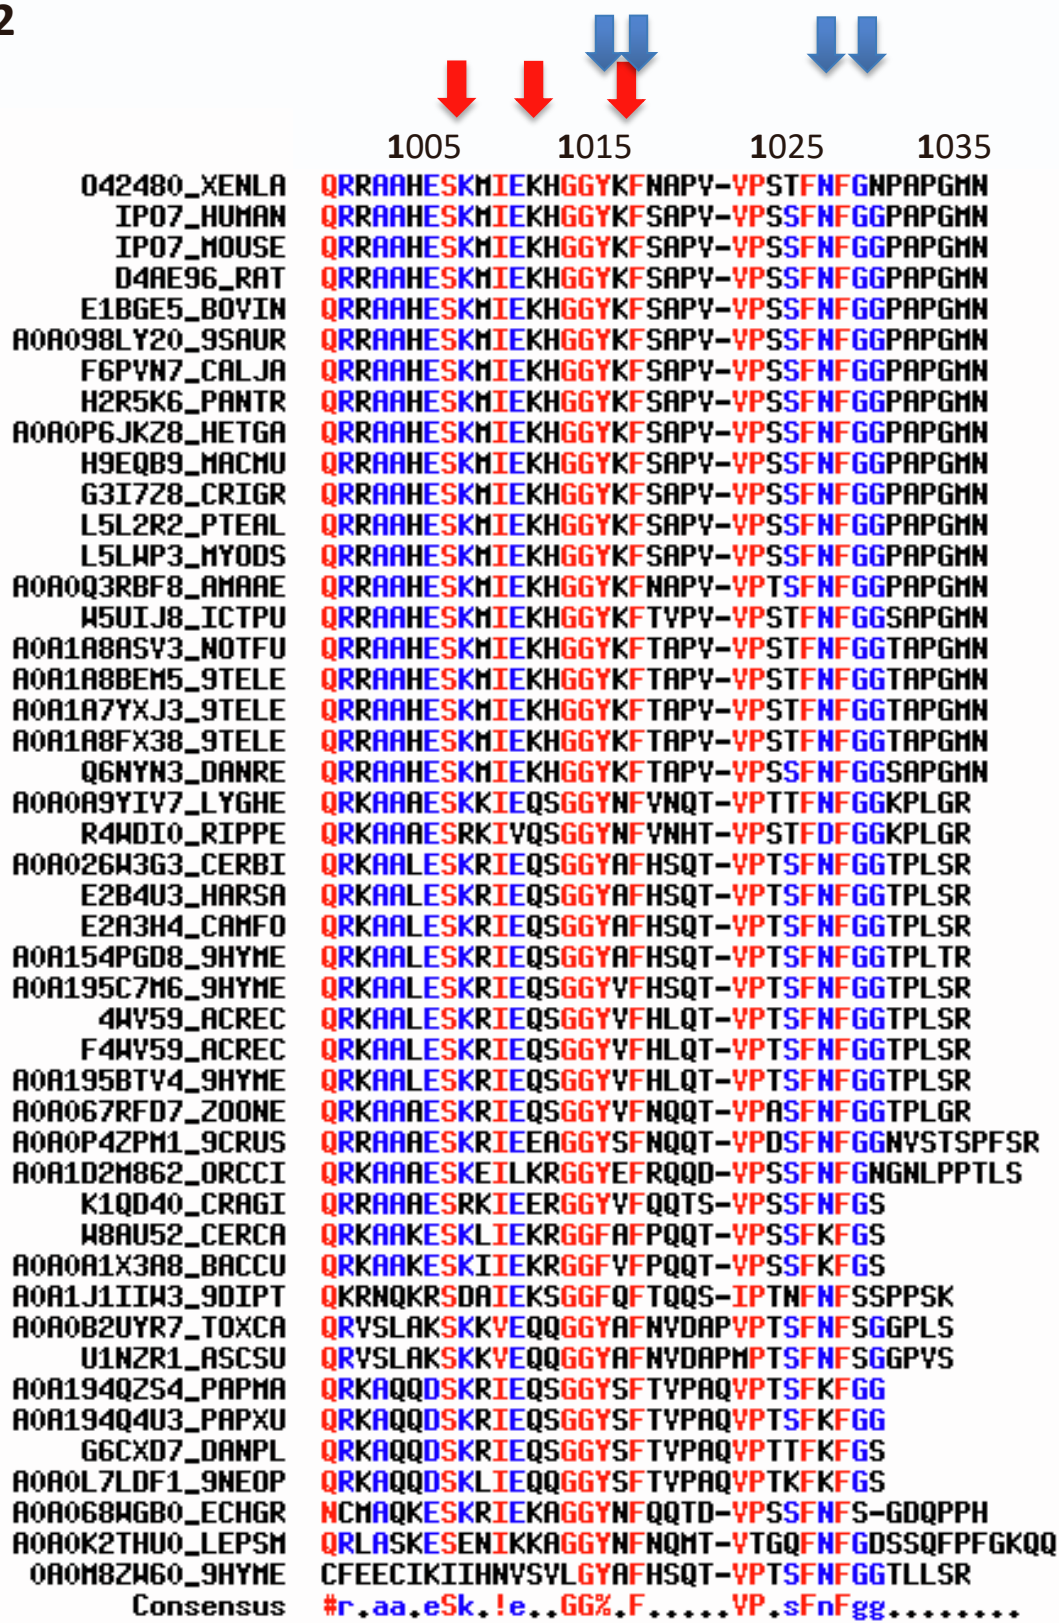 2
1005 1015 1025 1035
O42480_XENLA QRRAAHESKMIEKHGGYKFNAPV-VPSTFNFGNPAPGMN
IPO7_HUMAN QRRAAHESKMIEKHGGYKFSAPV-VPSSFNFGGPAPGMN
IPO7_MOUSE QRRAAHESKMIEKHGGYKFSAPV-VPSSFNFGGPAPGMN
D4AE96_RAT QRRAAHESKMIEKHGGYKFSAPV-VPSSFNFGGPAPGMN
E1BGE5_BOVIN QRRAAHESKMIEKHGGYKFSAPV-VPSSFNFGGPAPGMN
A0A098LY20_9SAUR QRRAAHESKMIEKHGGYKFSAPV-VPSSFNFGGPAPGMN
F6PVN7_CALJA QRRAAHESKMIEKHGGYKFSAPV-VPSSFNFGGPAPGMN
H2R5K6_PANTR QRRAAHESKMIEKHGGYKFSAPV-VPSSFNFGGPAPGMN
A0A0P6JKZ8_HETGA QRRAAHESKMIEKHGGYKFSAPV-VPSSFNFGGPAPGMN
H9EQB9_MACMU QRRAAHESKMIEKHGGYKFSAPV-VPSSFNFGGPAPGMN
G3I7Z8_CRIGR QRRAAHESKMIEKHGGYKFSAPV-VPSSFNFGGPAPGMN
L5L2R2_PTEAL QRRAAHESKMIEKHGGYKFSAPV-VPSSFNFGGPAPGMN
L5LWP3_MYODS QRRAAHESKMIEKHGGYKFSAPV-VPSSFNFGGPAPGMN
A0A0Q3RBF8_AMAAE QRRAAHESKMIEKHGGYKFNAPV-VPTSFNFGGPAPGMN
W5UIJ8_ICTPU QRRAAHESKMIEKHGGYKFTVPV-VPSTFNFGGSAPGMN
A0A1A8ASV3_NOTFU QRRAAHESKMIEKHGGYKFTAPV-VPSTFNFGGTAPGMN
A0A1A8BEM5_9TELE QRRAAHESKMIEKHGGYKFTAPV-VPSTFNFGGTAPGMN
A0A1A7YXJ3_9TELE QRRAAHESKMIEKHGGYKFTAPV-VPSTFNFGGTAPGMN
A0A1A8FX38_9TELE QRRAAHESKMIEKHGGYKFTAPV-VPSTFNFGGTAPGMN
Q6NYN3_DANRE QRRAAHESKMIEKHGGYKFTAPV-VPSSFNFGGSAPGMN
A0A0A9YIV7_LYGHE QRKAAAESKKIEQSGGYNFVNQT-VPTTFNFGGKPLGR
R4WDI0_RIPPE QRKAAAESRKIVQSGGYNFVNHT-VPSTFDFGGKPLGR
A0A026W3G3_CERBI QRKAALESKRIEQSGGYAFHSQT-VPTSFNFGGTPLSR
E2B4U3_HARSA QRKAALESKRIEQSGGYAFHSQT-VPTSFNFGGTPLSR
E2A3H4_CAMFO QRKAALESKRIEQSGGYAFHSQT-VPTSFNFGGTPLSR
A0A154PGD8_9HYME QRKAALESKRIEQSGGYAFHSQT-VPTSFNFGGTPLTR
A0A195C7M6_9HYME QRKAALESKRIEQSGGYVFHSQT-VPTSFNFGGTPLSR
4WV59_ACREC QRKAALESKRIEQSGGYVFHLQT-VPTSFNFGGTPLSR
F4WV59_ACREC QRKAALESKRIEQSGGYVFHLQT-VPTSFNFGGTPLSR
A0A195BTV4_9HYME QRKAALESKRIEQSGGYVFHLQT-VPTSFNFGGTPLSR
A0A067RFD7_ZOONE QRKAAAESKRIEQSGGYVFNQQT-VPASFNFGGTPLGR
A0A0P4ZPM1_9CRUS QRRAAAESKRIEEAGGYSFNQQT-VPDSFNFGGNVSTSPFSR
A0A1D2M862_ORCCI QRKAAAESKEILKRGGYEFRQQD-VPSSFNFGNGNLPPTLS
K1QD40_CRAGI QRRAAAESRKIEERGGYVFQQTS-VPSSFNFGS
W8AU52_CERCA QRKAAKESKLIEKRGGFAFPQQT-VPSSFKFGS
A0A0A1X3A8_BACCU QRKAAKESKIIEKRGGFVFPQQT-VPSSFKFGS
A0A1J1IIW3_9DIPT QKRNQKRSDAIEKSGGFQFTQQS-IPTNFNFSSPPSK
A0A0B2UYR7_TOXCA QRVSLAKSKKVEQQGGYAFNVDAPVPTSFNFSGGPLS
U1NZR1_ASCSU QRVSLAKSKKVEQQGGYAFNVDAPMPTSFNFSGGPVS
A0A194QZS4_PAPMA QRKAQQDSKRIEQSGGYSFTVPAQVPTSFKFGG
A0A194Q4U3_PAPXU QRKAQQDSKRIEQSGGYSFTVPAQVPTSFKFGG
G6CXD7_DANPL QRKAQQDSKRIEQSGGYSFTVPAQVPTTFKFGS
A0A0L7LDF1_9NEOP QRKAQQDSKLIEQQGGYSFTVPAQVPTKFKFGS
A0A068WGB0_ECHGR NCMAQKESKRIEKAGGYNFQQTD-VPSSFNFS-GDQPPH
A0A0K2THU0_LEPSM QRLASKESENIKKAGGYNFNQMT-VTGQFNFGDSSQFPFGKQQ
0A0M8ZW60_9HYME CFEECIKIIHNVSVLGYAFHSQT-VPTSFNFGGTLLSR
Consensus #r.aa.eSk.!e..GG%.F.....VP.sFnFgg........